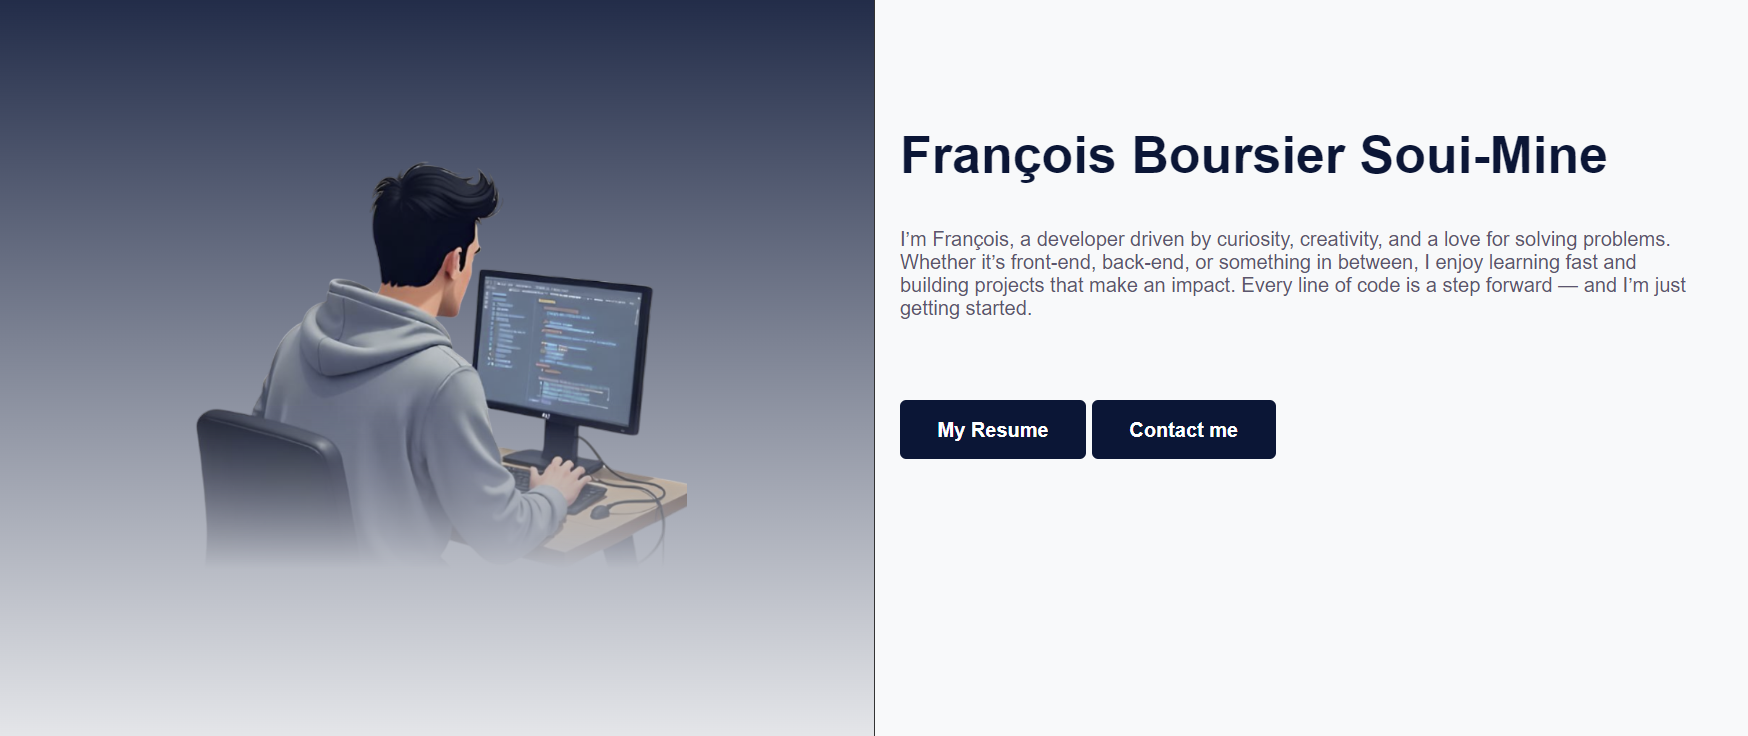 François Boursier Soui-Mine
I’m François, a developer driven by curiosity, creativity, and a love for solving problems.
Whether it’s front-end, back-end, or something in between, I enjoy learning fast and
building projects that make an impact. Every line of code is a step forward — and I’m just
getting started.
My Resume
Contact me